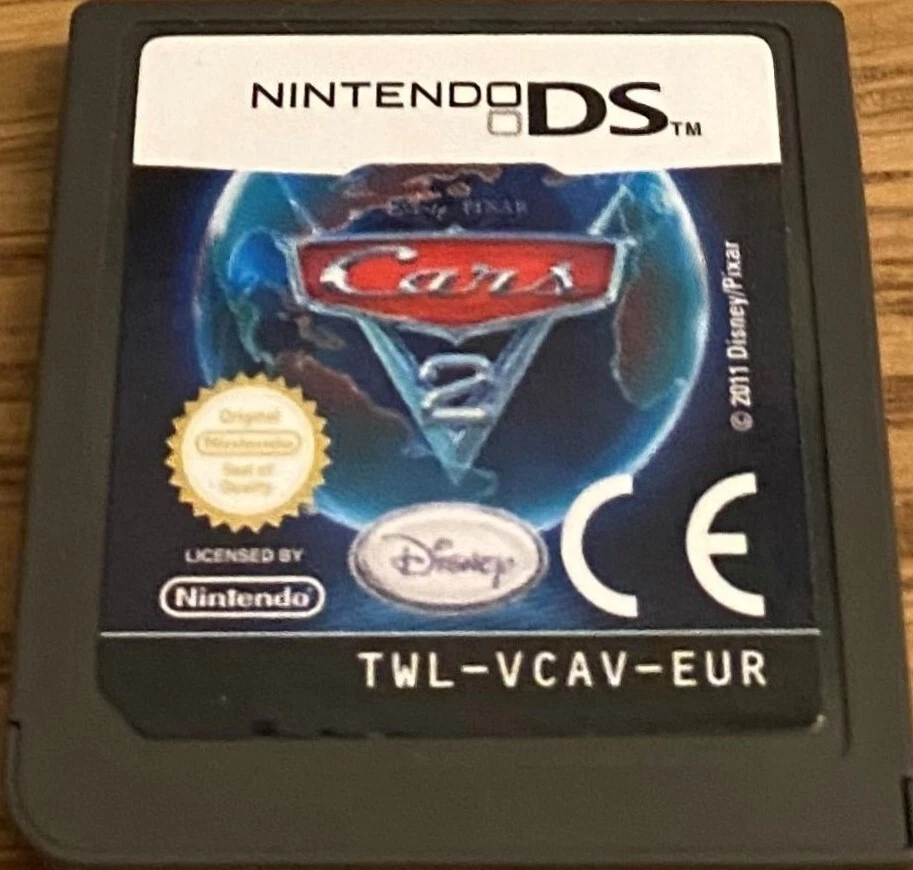 NINTENDO DS™
DISNEY · PIXAR
Cars
2
© 2011 Disney/Pixar
Original
Nintendo
Seal of
Quality
LICENSED BY
Nintendo
Disney
CE
TWL-VCAV-EUR